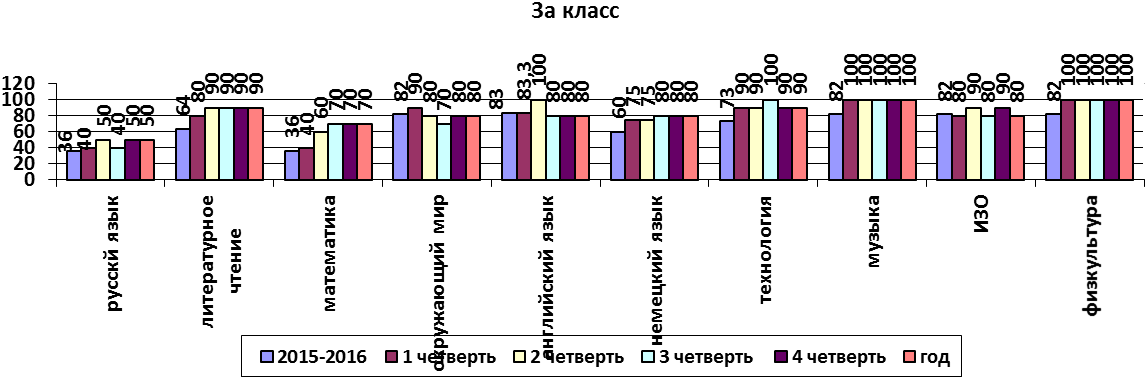 За класс
120
100
80
60
40
20
0
36 40 50 40 50 50
64 80 90 90 90 90
36 40 60 70 70 70
82 90 80 70 80 80
83 83,3 100 80 80 80
60 75 75 80 80 80
73 90 90 100 90 90
82 100 100 100 100 100
82 80 90 80 90 80
82 100 100 100 100 100
русскй язык
литературное
чтение
математика
окружающий мир
английский язык
немецкий язык
технология
музыка
ИЗО
физкультура
2015-2016 1 четверть 2 четверть 3 четверть 4 четверть год